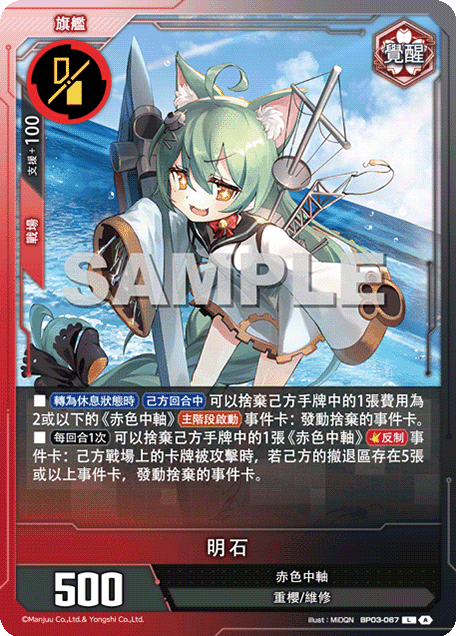 旗艦
覺醒
支援+100
戰場
SAMPLE
■ 轉為休息狀態時 己方回合中 可以捨棄己方手牌中的1張費用為
2或以下的《赤色中軸》主階段啟動 事件卡：發動捨棄的事件卡。
■ 每回合1次 可以捨棄己方手牌中的1張《赤色中軸》 反制 事
件卡：己方戰場上的卡牌被攻擊時，若己方的撤退區存在5張
或以上事件卡，發動捨棄的事件卡。
明石
500
赤色中軸
重櫻/維修
©Manjuu Co.,Ltd.& Yongshi Co.,Ltd.
illust : MiDQN BP03-067 L A